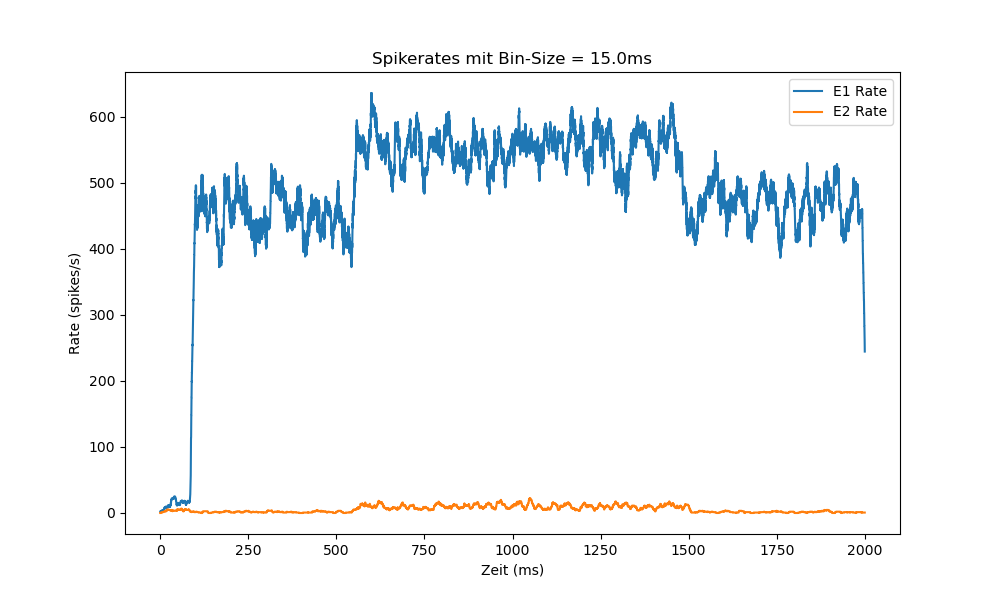 Spikerates mit Bin-Size = 15.0ms
E1 Rate
E2 Rate
600
500
400
300
200
100
0
Rate (spikes/s)
0 250 500 750 1000 1250 1500 1750 2000
Zeit (ms)